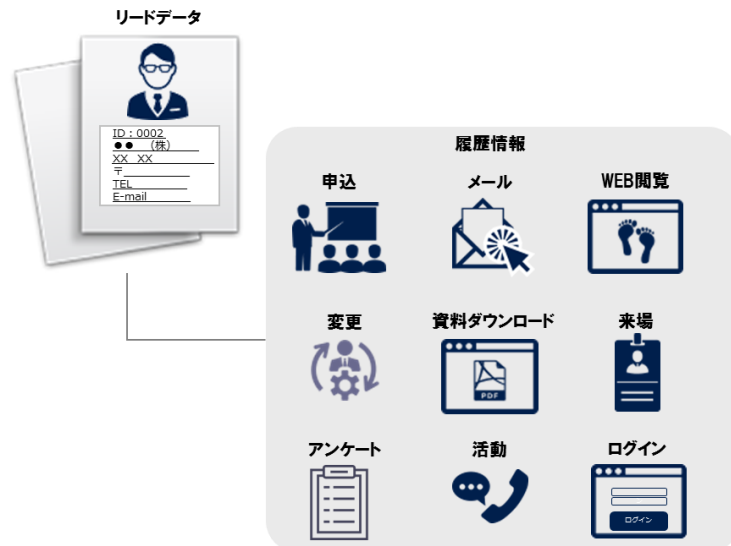 リードデータ
ID：0002
●● （株）
XX XX
〒
TEL
E-mail
履歴情報
申込
メール
WEB閲覧
変更
資料ダウンロード
来場
PDF
アンケート
活動
ログイン
ログイン